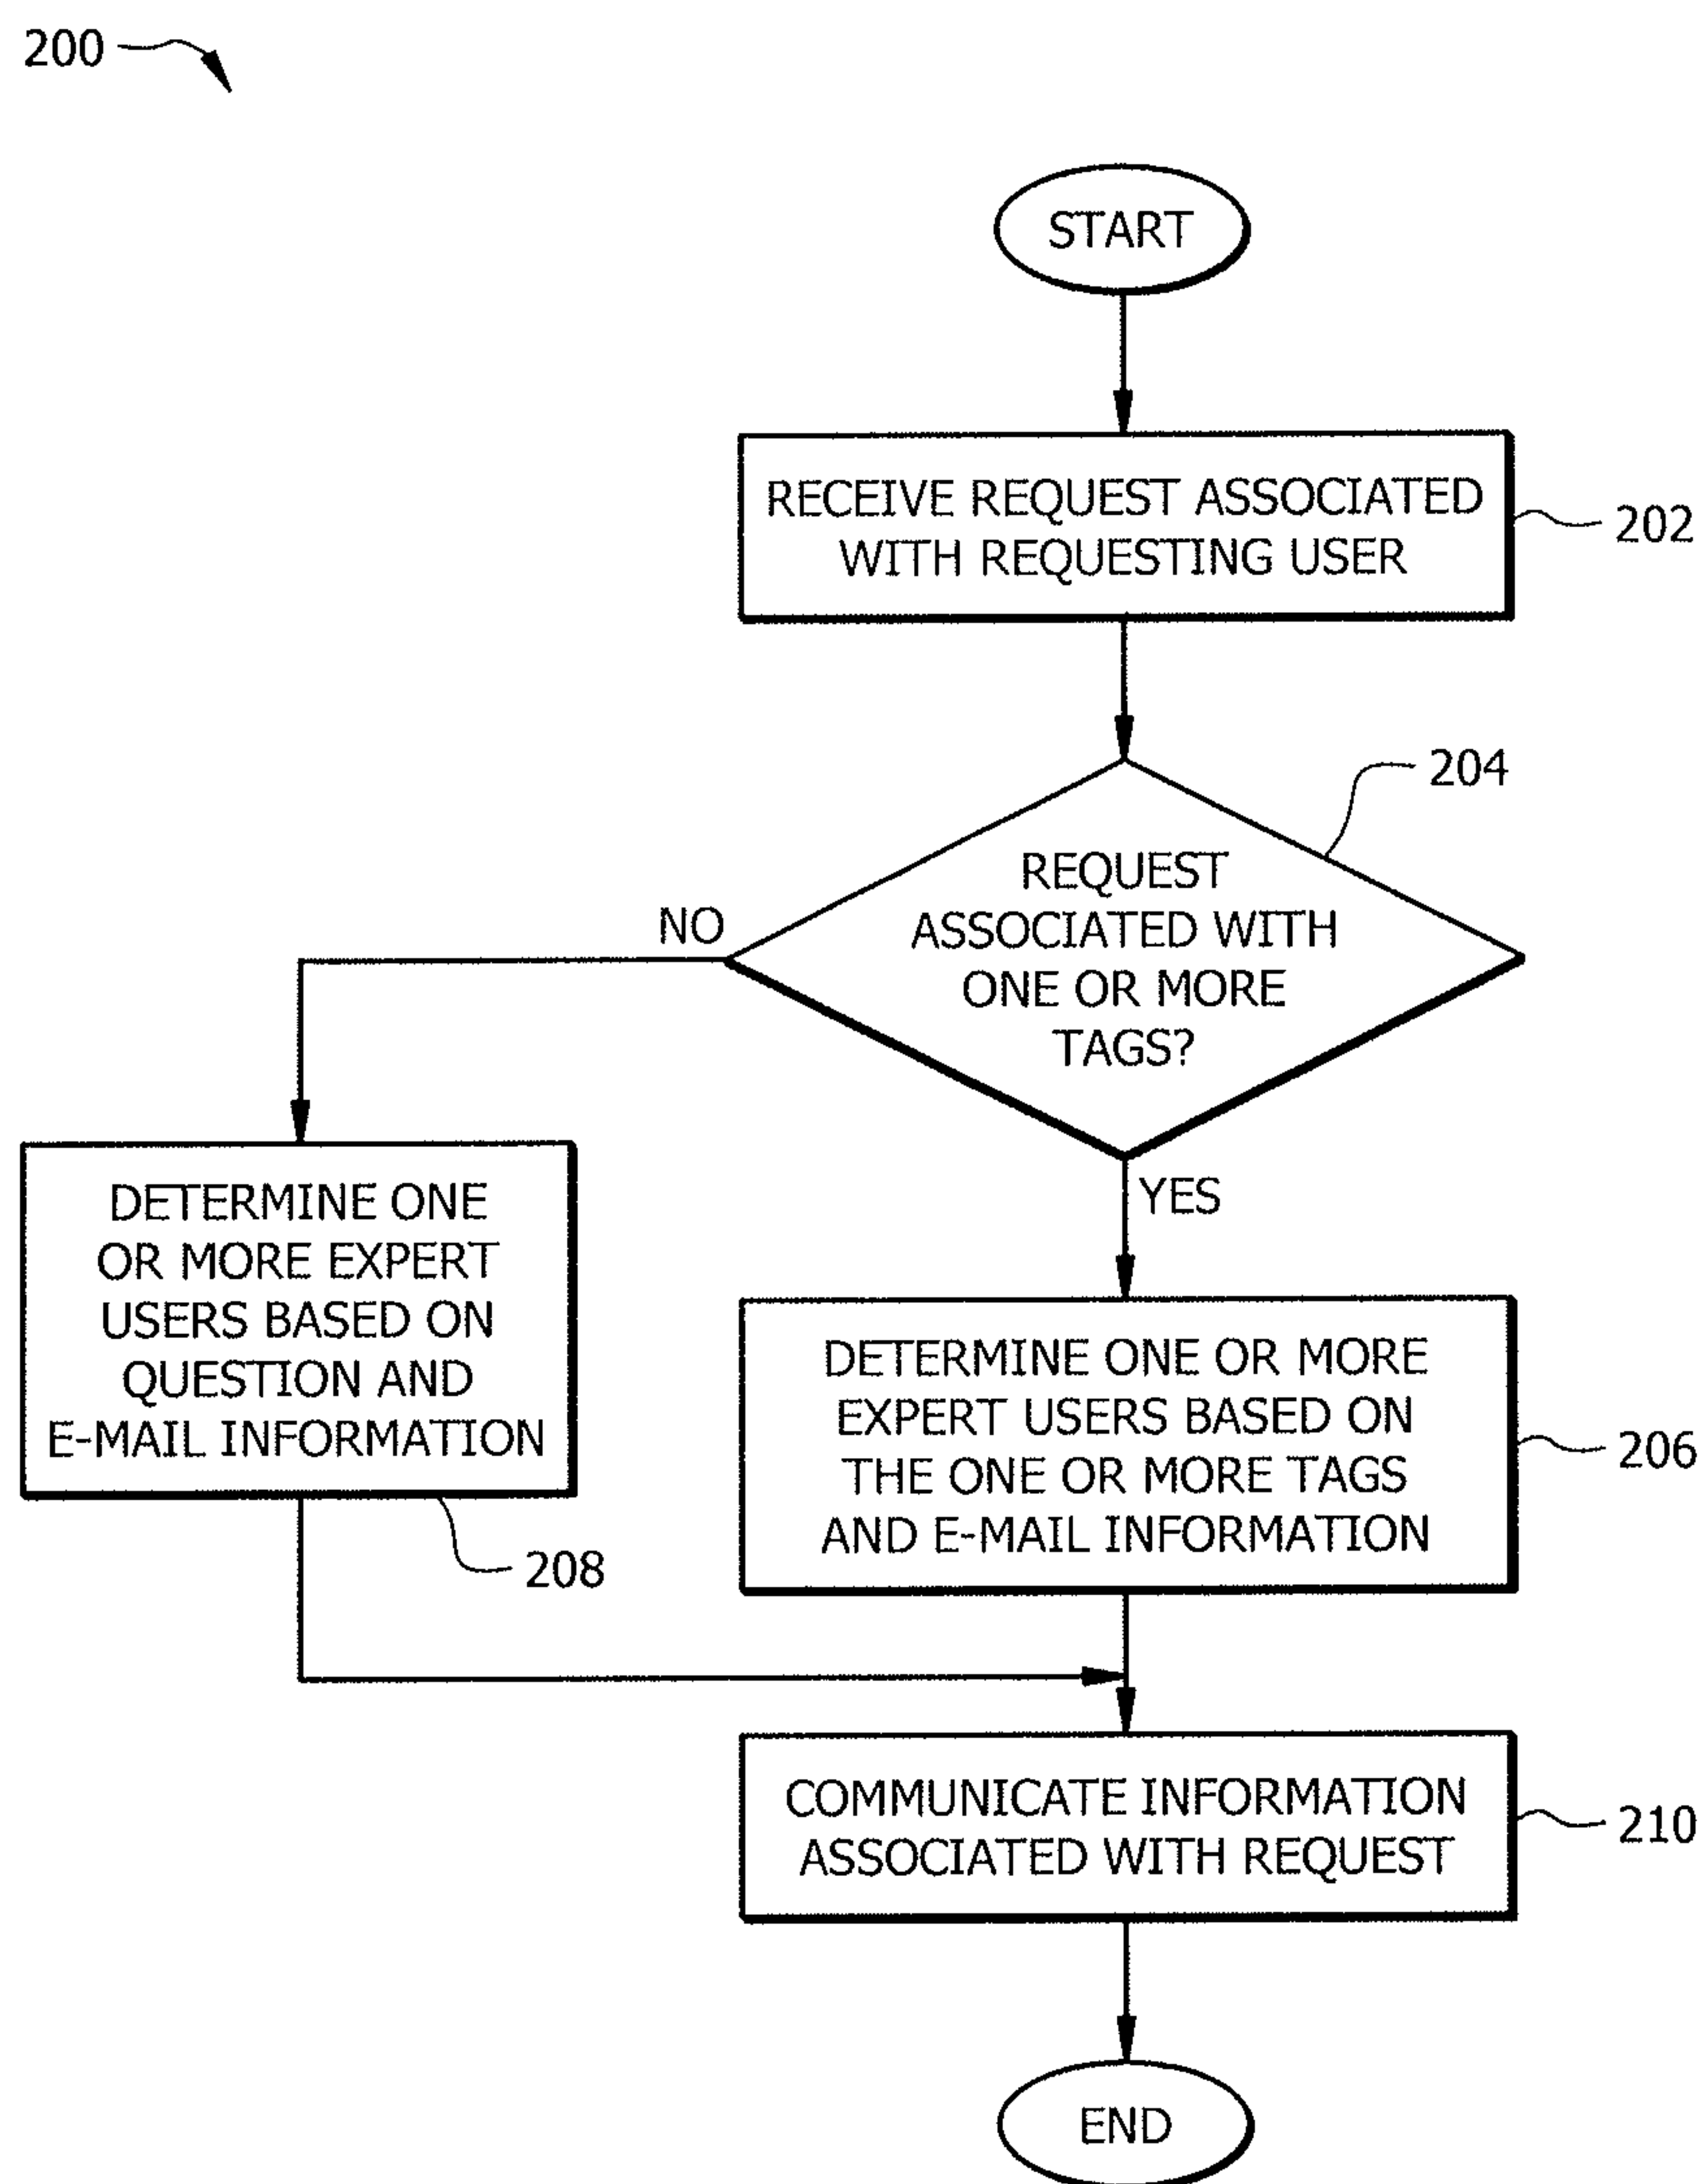 200
START
RECEIVE REQUEST ASSOCIATED
WITH REQUESTING USER
202
204
REQUEST
ASSOCIATED WITH
ONE OR MORE
TAGS?
NO
YES
DETERMINE ONE
OR MORE EXPERT
USERS BASED ON
QUESTION AND
E-MAIL INFORMATION
208
DETERMINE ONE OR MORE
EXPERT USERS BASED ON
THE ONE OR MORE TAGS
AND E-MAIL INFORMATION
206
COMMUNICATE INFORMATION
ASSOCIATED WITH REQUEST
210
END